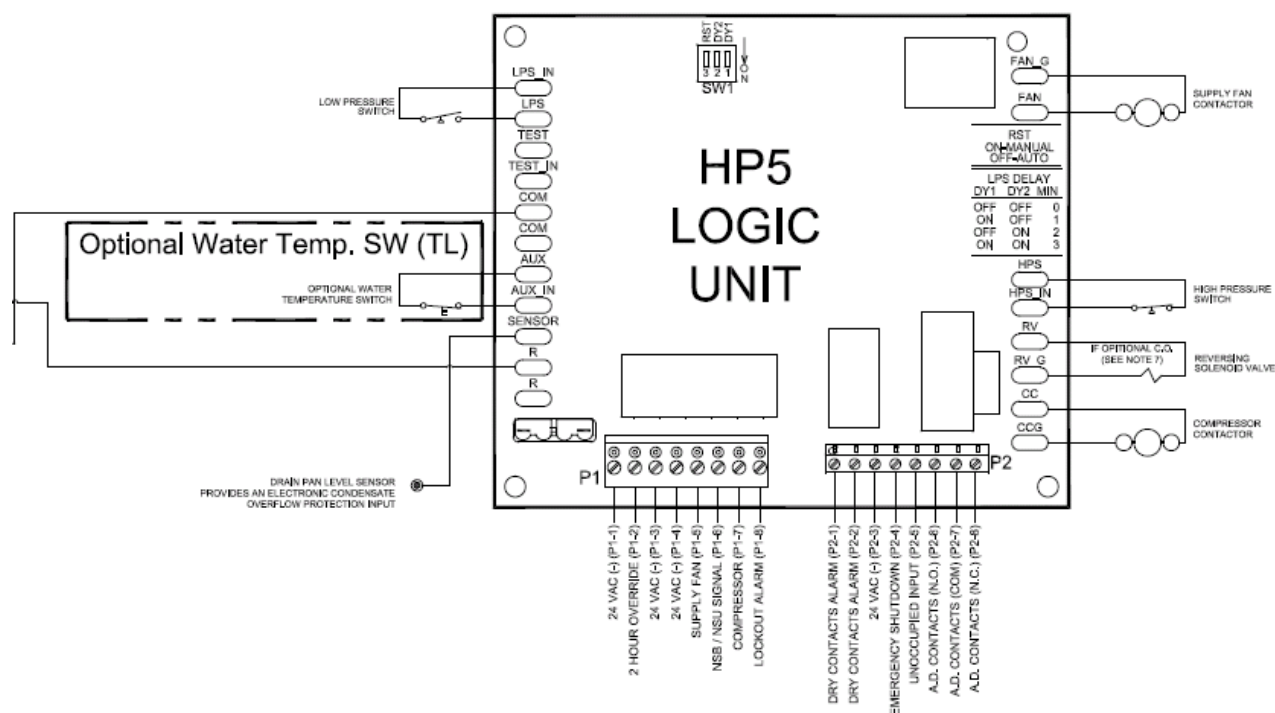 RST
DY2
DY1
3 2 1
ON
SW1
LPS_IN
LOW PRESSURE
SWITCH
LPS
TEST
TEST_IN
COM
COM
Optional Water Temp. SW (TL)
AUX
OPTIONAL WATER
TEMPERATURE SWITCH
AUX_IN
SENSOR
R
R
DRAIN PAN LEVEL SENSOR
PROVIDES AN ELECTRONIC CONDENSATE
OVERFLOW PROTECTION INPUT
HP5
LOGIC
UNIT
FAN_G
FAN
SUPPLY FAN
CONTACTOR
RST
ON-MANUAL
OFF-AUTO
LPS DELAY
DY1 DY2 MIN
OFF OFF 0
ON OFF 1
OFF ON 2
ON ON 3
HPS
HPS_IN
HIGH PRESSURE
SWITCH
RV
IF OPITIONAL C.O.
(SEE NOTE 7)
RV_G
REVERSING
SOLENOID VALVE
CC
CCG
COMPRESSOR
CONTACTOR
P1
P2
24 VAC (-) (P1-1)
2 HOUR OVERRIDE (P1-2)
24 VAC (-) (P1-3)
24 VAC (-) (P1-4)
SUPPLY FAN (P1-5)
NSB / NSU SIGNAL (P1-6)
COMPRESSOR (P1-7)
LOCKOUT ALARM (P1-8)
DRY CONTACTS ALARM (P2-1)
DRY CONTACTS ALARM (P2-2)
24 VAC (-) (P2-3)
EMERGENCY SHUTDOWN (P2-4)
UNOCCUPIED INPUT (P2-5)
A.D. CONTACTS (N.O.) (P2-6)
A.D. CONTACTS (COM) (P2-7)
A.D. CONTACTS (N.C.) (P2-8)